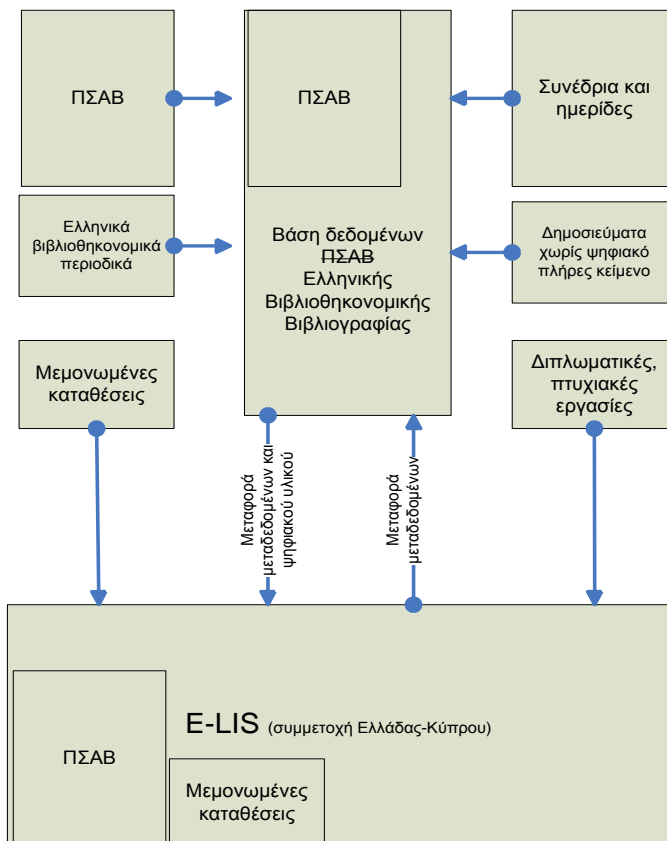 ΠΣΑΒ
ΠΣΑΒ
Συνέδρια και
ημερίδες
Ελληνικά
βιβλιοθηκονομικά
περιοδικά
Βάση δεδομένων
ΠΣΑΒ
Ελληνικής
Βιβλιοθηκονομικής
Βιβλιογραφίας
Δημοσιεύματα
χωρίς ψηφιακό
πλήρες κείμενο
Μεμονωμένες
καταθέσεις
Διπλωματικές,
πτυχιακές
εργασίες
Μεταφορά
μεταδεδομένων και
ψηφιακού υλικού
Μεταφορά
μεταδεδομένων
E-LIS (συμμετοχή Ελλάδας-Κύπρου)
ΠΣΑΒ
Μεμονωμένες
καταθέσεις